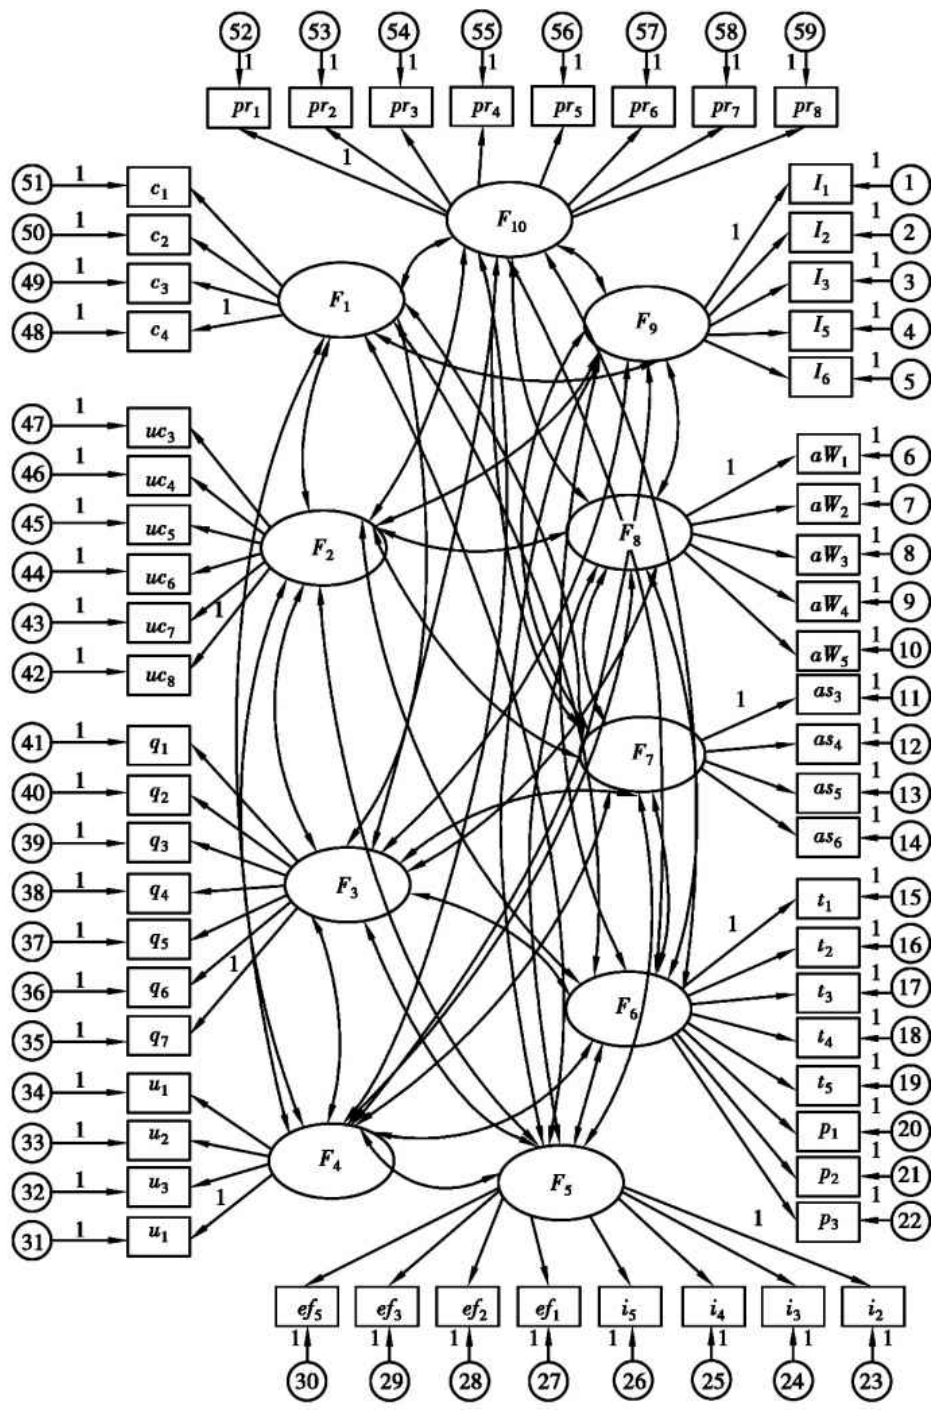 52 53 54 55 56 57 58 59
1 1 1 1 1 1 1 1
pr1 pr2 pr3 pr4 pr5 pr6 pr7 pr8
1
F10
51 1 c1
50 1 c2
49 1 c3
48 1 c4
1
F1
I1 1 1
I2 1 2
I3 1 3
I5 1 4
I6 1 5
1
F9
47 1 uc3
46 1 uc4
45 1 uc5
44 1 uc6
43 1 uc7
42 1 uc8
1
F2
aW1 1 6
aW2 1 7
aW3 1 8
aW4 1 9
aW5 1 10
1
F8
41 1 q1
40 1 q2
39 1 q3
38 1 q4
37 1 q5
36 1 q6
35 1 q7
1
F3
as3 1 11
as4 1 12
as5 1 13
as6 1 14
1
F7
t1 1 15
t2 1 16
t3 1 17
t4 1 18
t5 1 19
p1 1 20
p2 1 21
p3 1 22
1
F6
34 1 u1
33 1 u2
32 1 u3
31 1 u1
1
F4
F5
1
ef5 ef3 ef2 ef1 i5 i4 i3 i2
1 1 1 1 1 1 1 1
30 29 28 27 26 25 24 23